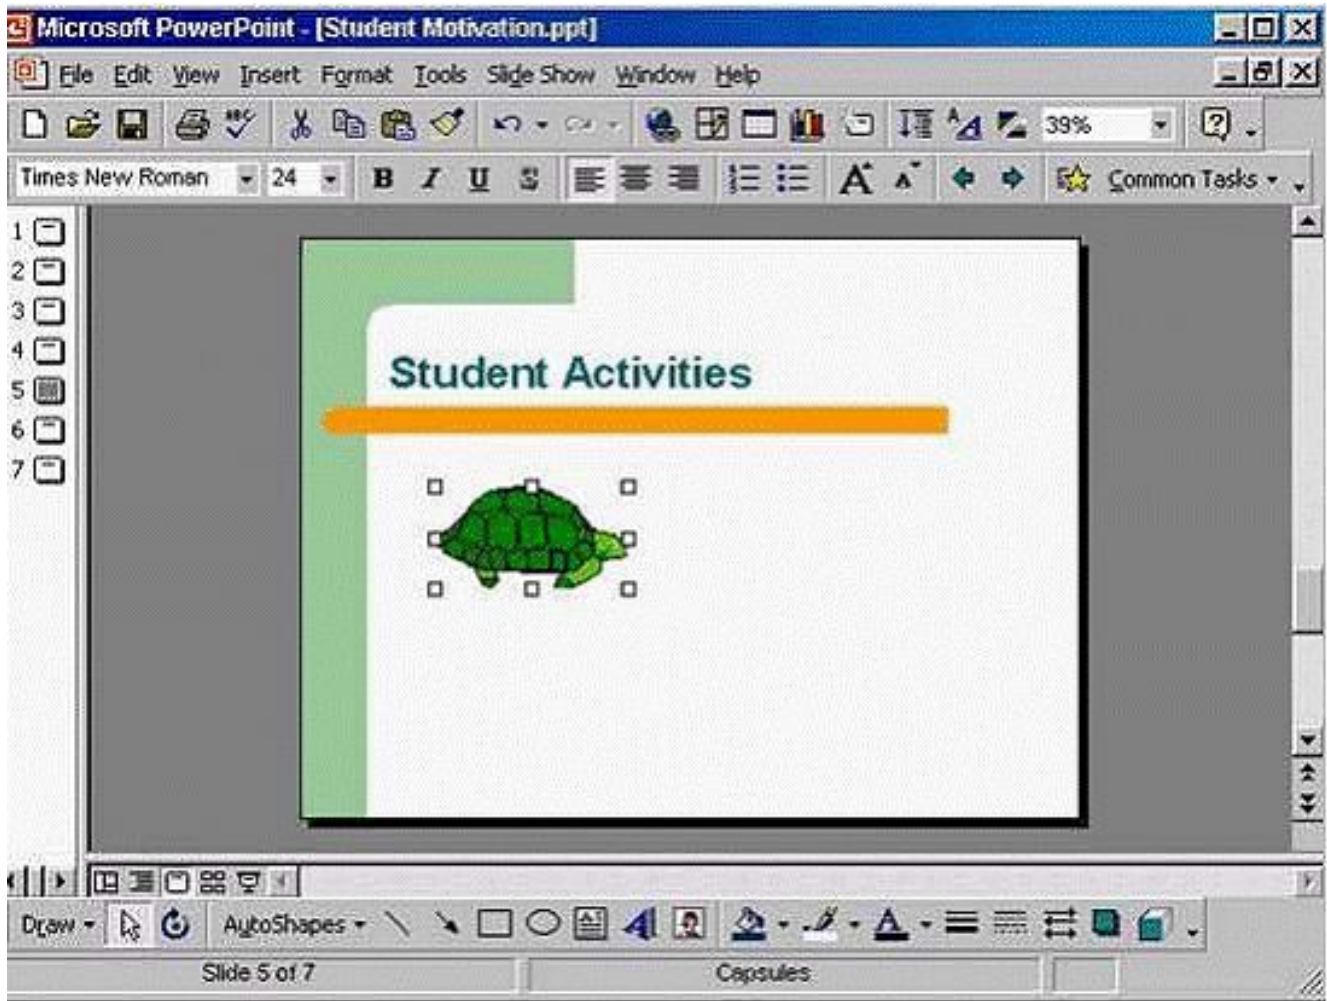 Microsoft PowerPoint - [Student Motivation.ppt]
File Edit View Insert Format Tools Slide Show Window Help
ABC 39% ?
Times New Roman 24 B I U S A A Common Tasks
1
2
3
4
5
6
7
Student Activities
Draw AutoShapes A A
Slide 5 of 7 Capsules